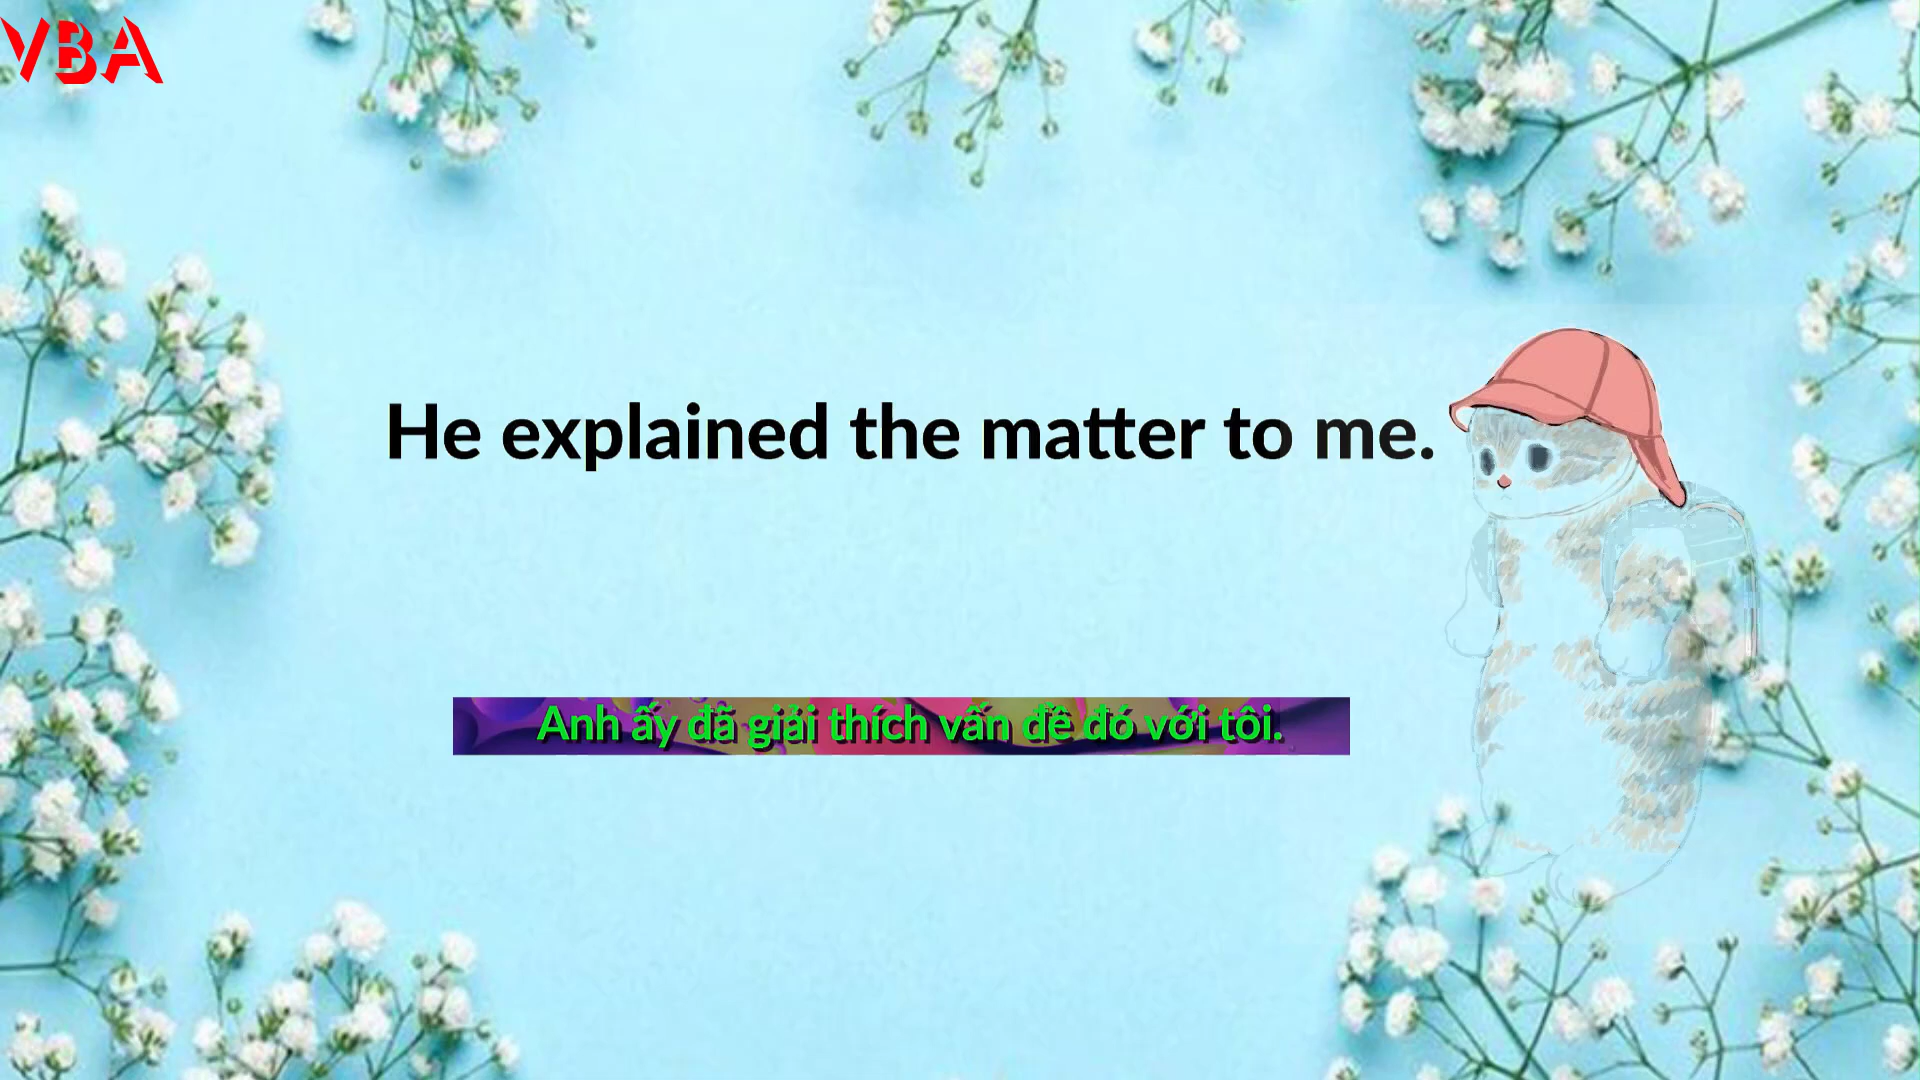 VBA
He explained the matter to me.
Anh ấy đã giải thích vấn đề đó với tôi.